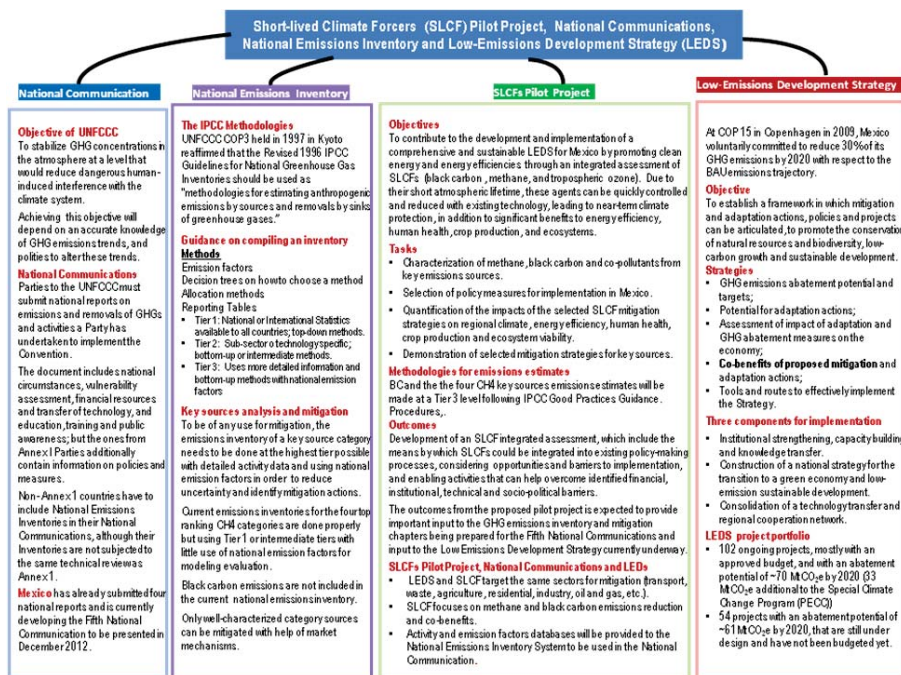 Short-lived Climate Forcers (SLCF) Pilot Project, National Communications,
National Emissions Inventory and Low-Emissions Development Strategy (LEDS)
National Communication
Objective of UNFCCC
To stabilize GHG concentrations in
the atmosphere at a level that
would reduce dangerous human-
induced interference with the
climate system.
Achieving this objective will
depend on an accurate knowledge
of GHG emissions trends, and
polities to alter these trends.
National Communications
Parties to the UNFCCC must
submit national reports on
emissions and removals of GHGs
and activities a Party has
undertaken to implement the
Convention.
The document includes national
circumstances, vulnerability
assessment, financial resources
and transfer of technology, and
education, training and public
awareness; but the ones from
Annex I Parties additionally
contain information on policies and
measures.
Non-Annex 1 countries have to
include National Emissions
Inventories in their National
Communications, although their
Inventories are not subjected to
the same technical review as
Annex 1.
Mexico has already submitted four
national reports and is currently
developing the Fifth National
Communication to be presented in
December 2012.
National Emissions Inventory
The IPCC Methodologies
UNFCCC COP3 held in 1997 in Kyoto
reaffirmed that the Revised 1996 IPCC
Guidelines for National Greenhouse Gas
Inventories should be used as
"methodologies for estimating anthropogenic
emissions by sources and removals by sinks
of greenhouse gases."
Guidance on compiling an inventory
Methods
Emission factors
Decision trees on how to choose a method
Allocation methods
Reporting Tables
▪ Tier 1: National or International Statistics
available to all countries; top-down methods.
▪ Tier 2: Sub-sector o technology specific;
bottom-up or intermediate methods.
▪ Tier 3: Uses more detailed information and
bottom-up methods with national emission
factors
Key sources analysis and mitigation
To be of any use for mitigation, the
emissions inventory of a key source category
needs to be done at the highest tier possible
with detailed activity data and using national
emission factors in order to reduce
uncertainty and identify mitigation actions.
Current emissions inventories for the four top
ranking CH4 categories are done properly
but using Tier 1 or intermediate tiers with
little use of national emission factors for
modeling evaluation.
Black carbon emissions are not included in
the current national emissions inventory.
Only well-characterized category sources
can be mitigated with help of market
mechanisms.
SLCFs Pilot Project
Objectives
To contribute to the development and implementation of a
comprehensive and sustainable LEDS for Mexico by promoting clean
energy and energy efficiencies through an integrated assessment of
SLCFs (black carbon, methane, and tropospheric ozone). Due to
their short atmospheric lifetime, these agents can be quickly controlled
and reduced with existing technology, leading to near-term climate
protection, in addition to significant benefits to energy efficiency,
human health, crop production, and ecosystems.
Tasks
▪ Characterization of methane, black carbon and co-pollutants from
key emissions sources.
▪ Selection of policy measures for implementation in Mexico.
▪ Quantification of the impacts of the selected SLCF mitigation
strategies on regional climate, energy efficiency, human health,
crop production and ecosystem viability.
▪ Demonstration of selected mitigation strategies for key sources.
Methodologies for emissions estimates
BC and the the four CH4 key sources emissions estimates will be
made at a Tier 3 level following IPCC Good Practices Guidance.
Procedures,.
Outcomes
Development of an SLCF integrated assessment, which include the
means by which SLCFs could be integrated into existing policy-making
processes, considering opportunities and barriers to implementation,
and enabling activities that can help overcome identified financial,
institutional, technical and socio-political barriers.
The outcomes from the proposed pilot project is expected to provide
important input to the GHG emissions inventory and mitigation
chapters being prepared for the Fifth National Communications and
input to the Low Emissions Development Strategy currently underway.
SLCFs Pilot Project, National Communications and LEDs
▪ LEDS and SLCF target the same sectors for mitigation (transport,
waste, agriculture, residential, industry, oil and gas, etc.).
▪ SLCF focuses on methane and black carbon emissions reduction
and co-benefits.
▪ Activity and emission factors databases will be provided to the
National Emissions Inventory System to be used in the National
Communication.
Low-Emissions Development Strategy
At COP 15 in Copenhagen in 2009, Mexico
voluntarily committed to reduce 30% of its
GHG emissions by 2020 with respect to the
BAU emissions trajectory.
Objective
To establish a framework in which mitigation
and adaptation actions, policies and projects
can be articulated, to promote the conservation
of natural resources and biodiversity, low-
carbon growth and sustainable development.
Strategies
▪ GHG emissions abatement potential and
targets;
▪ Potential for adaptation actions;
▪ Assessment of impact of adaptation and
GHG abatement measures on the
economy;
▪ Co-benefits of proposed mitigation and
adaptation actions;
▪ Tools and routes to effectively implement
the Strategy.
Three components for implementation
▪ Institutional strengthening, capacity building
and knowledge transfer.
▪ Construction of a national strategy for the
transition to a green economy and low-
emission sustainable development.
▪ Consolidation of a technology transfer and
regional cooperation network.
LEDS project portfolio
▪ 102 ongoing projects, mostly with an
approved budget, and with an abatement
potential of ~70 MtCO₂e by 2020 (33
MtCO₂e additional to the Special Climate
Change Program (PECC))
▪ 54 projects with an abatement potential of
~61 MtCO₂e by 2020, that are still under
design and have not been budgeted yet.